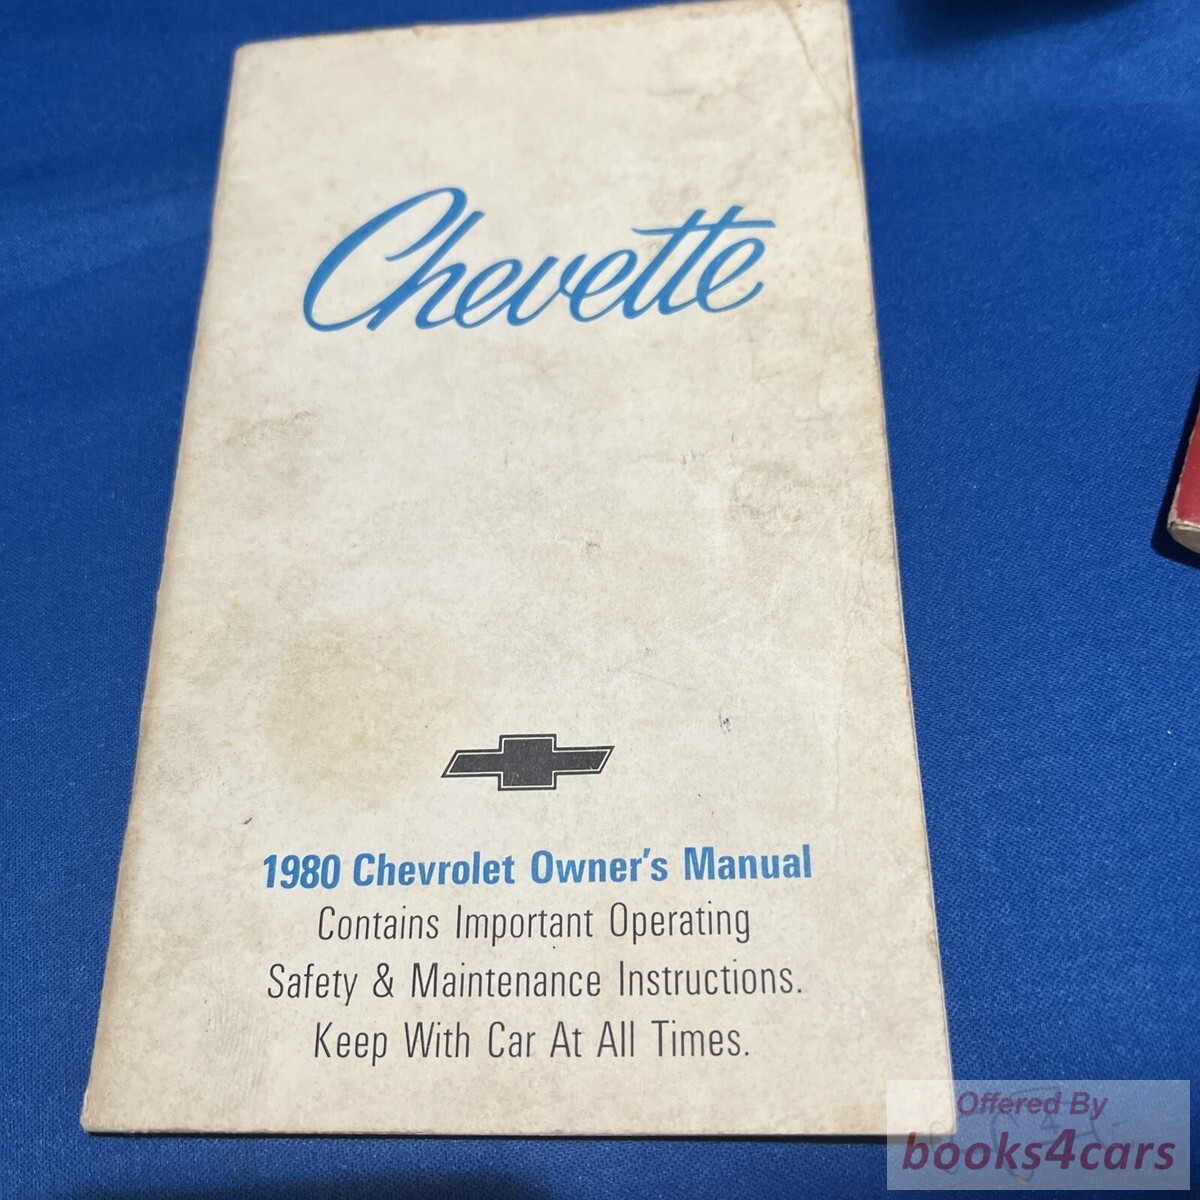 Chevette
1980 Chevrolet Owner's Manual
Contains Important Operating
Safety & Maintenance Instructions.
Keep With Car At All Times.
Offered By
books4cars